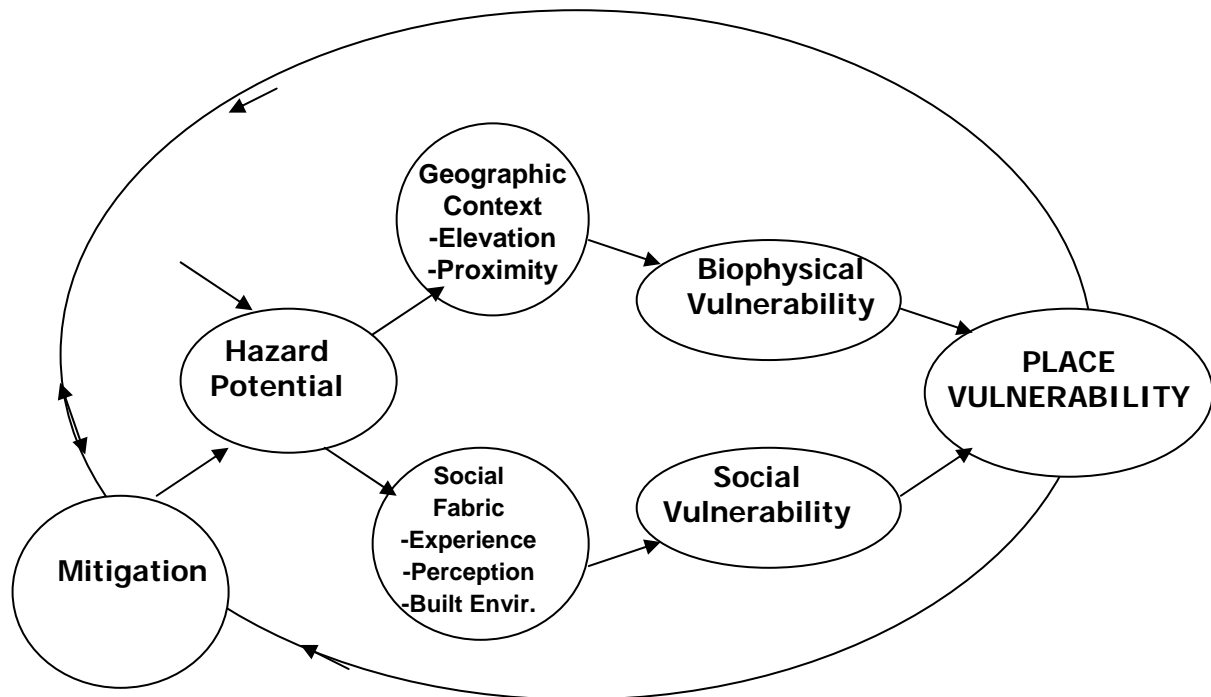 Geographic
Context
-Elevation
-Proximity
Biophysical
Vulnerability
Hazard
Potential
PLACE
VULNERABILITY
Social
Fabric
-Experience
-Perception
-Built Envir.
Social
Vulnerability
Mitigation